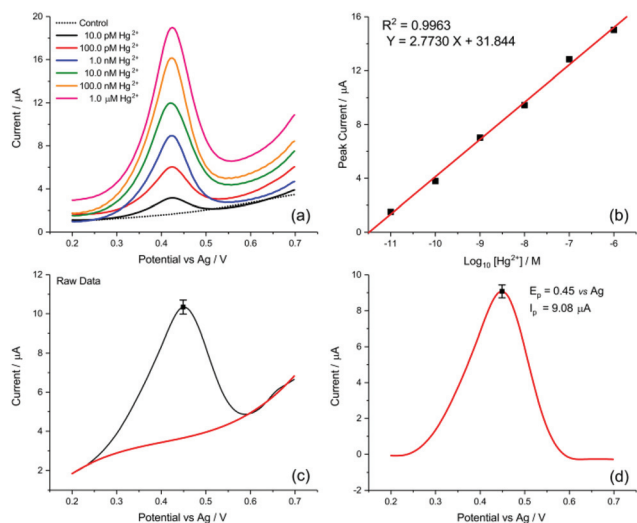 Control
10.0 pM Hg²⁺
100.0 pM Hg²⁺
1.0 nM Hg²⁺
10.0 nM Hg²⁺
100.0 nM Hg²⁺
1.0 μM Hg²⁺
20
16
12
8
4
0
Current / μA
0.2 0.3 0.4 0.5 0.6 0.7
Potential vs Ag / V
(a)
R² = 0.9963
Y = 2.7730 X + 31.844
16
12
8
4
0
Peak Current / μA
-11 -10 -9 -8 -7 -6
Log₁₀ [Hg²⁺] / M
(b)
Raw Data
12
10
8
6
4
2
Current / μA
0.2 0.3 0.4 0.5 0.6 0.7
Potential vs Ag / V
(c)
Eₚ = 0.45 vs Ag
Iₚ = 9.08 μA
10
8
6
4
2
0
-2
Current / μA
0.2 0.3 0.4 0.5 0.6 0.7
Potential vs Ag / V
(d)